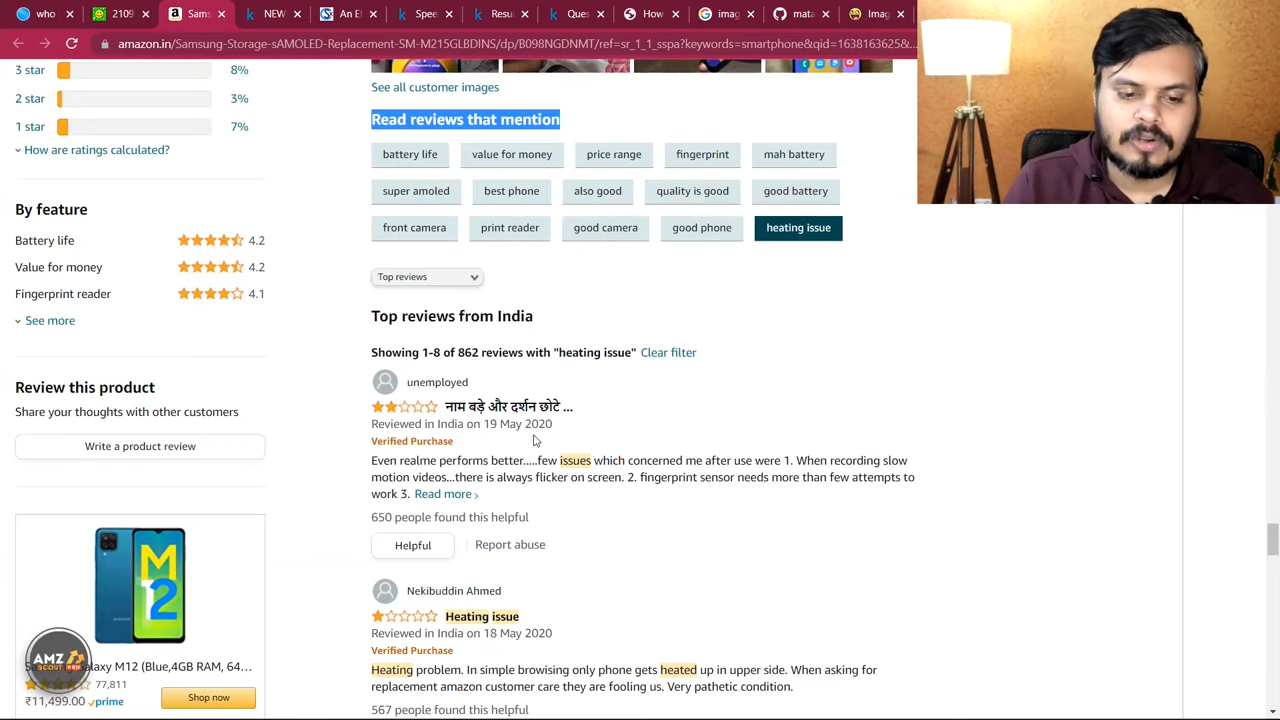 who
2109
Sams
NEW
An Ef
Spee
Resu
Ques
How
imag
mata
Imag
amazon.in/Samsung-Storage-sAMOLED-Replacement-SM-M215GLBDINS/dp/B098NGDNMT/ref=sr_1_1_sspa?keywords=smartphone&qid=1638163625&...
3 star 8%
2 star 3%
1 star 7%
How are ratings calculated?
By feature
Battery life 4.2
Value for money 4.2
Fingerprint reader 4.1
See more
Review this product
Share your thoughts with other customers
Write a product review
M
12
AMZ
SCOUT
Galaxy M12 (Blue,4GB RAM, 64...
77,811
₹11,499.00 prime
Shop now
See all customer images
Read reviews that mention
battery life value for money price range fingerprint mah battery
super amoled best phone also good quality is good good battery
front camera print reader good camera good phone heating issue
Top reviews
Top reviews from India
Showing 1-8 of 862 reviews with "heating issue" Clear filter
unemployed
नाम बड़े और दर्शन छोटे ...
Reviewed in India on 19 May 2020
Verified Purchase
Even realme performs better.....few issues which concerned me after use were 1. When recording slow
motion videos...there is always flicker on screen. 2. fingerprint sensor needs more than few attempts to
work 3. Read more
650 people found this helpful
Helpful Report abuse
Nekibuddin Ahmed
Heating issue
Reviewed in India on 18 May 2020
Verified Purchase
Heating problem. In simple browising only phone gets heated up in upper side. When asking for
replacement amazon customer care they are fooling us. Very pathetic condition.
567 people found this helpful